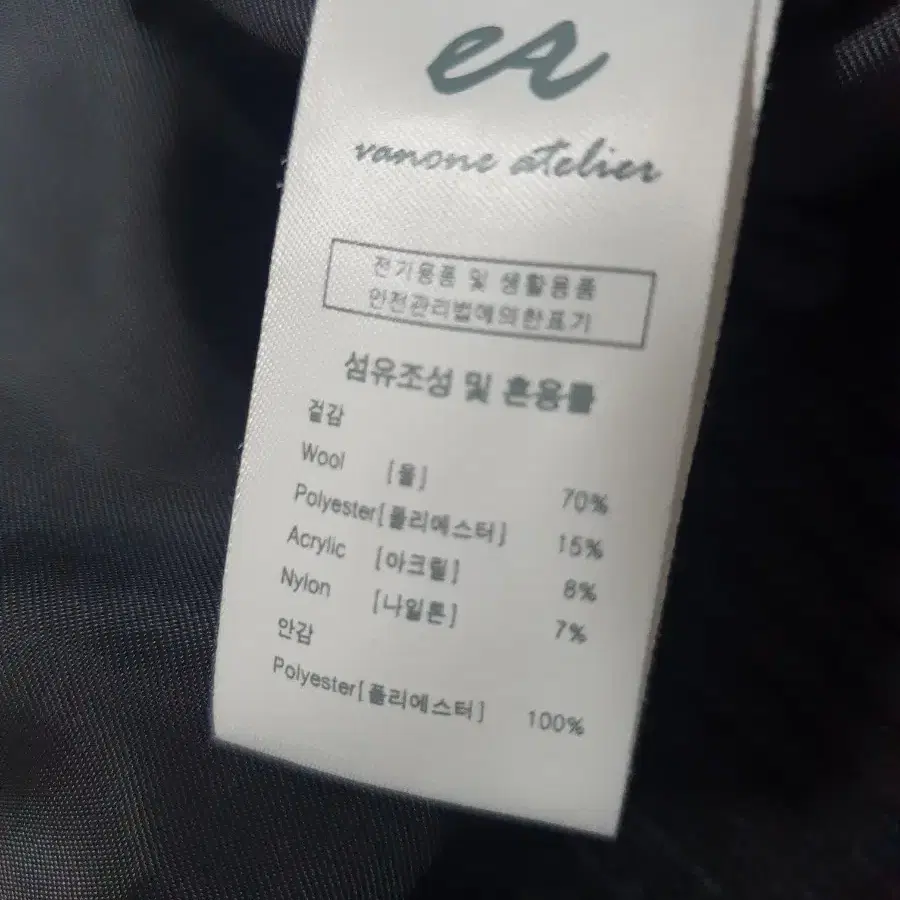 ea
vanone atelier
전기용품 및 생활용품
안전관리법에의한표기
섬유조성 및 혼용률
겉감
Wool [울] 70%
Polyester[폴리에스터] 15%
Acrylic [아크릴] 8%
Nylon [나일론] 7%
안감
Polyester[폴리에스터] 100%